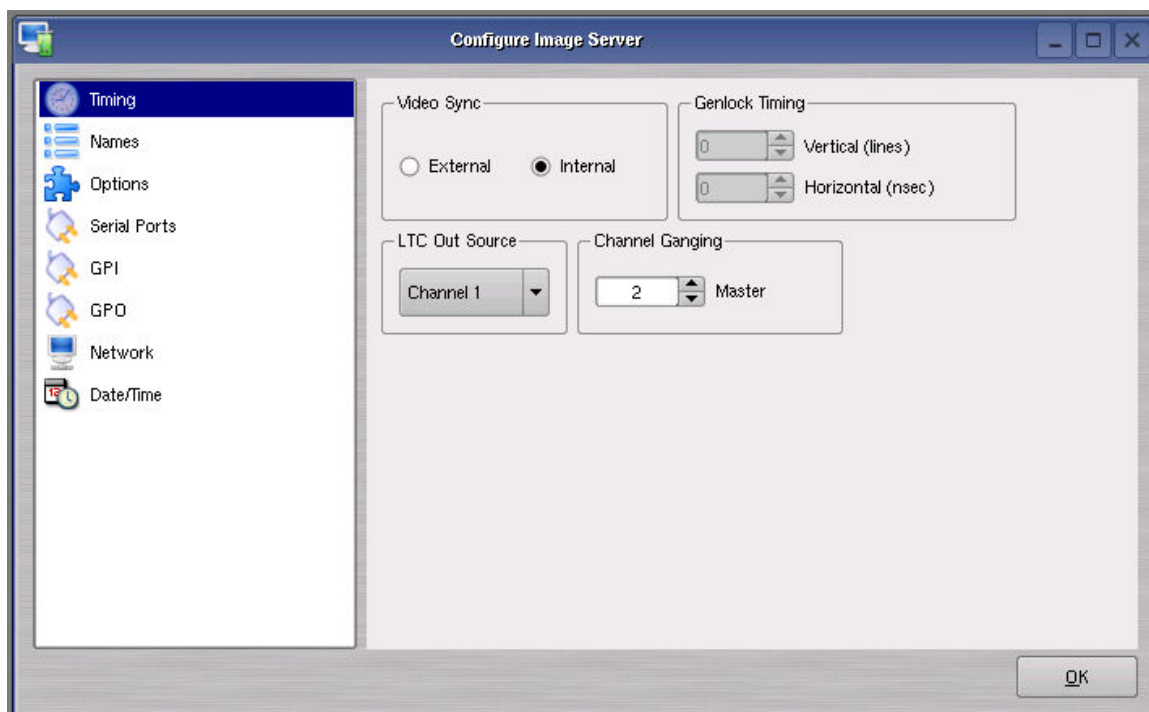 Configure Image Server
Timing
Names
Options
Serial Ports
GPI
GPO
Network
Date/Time
Video Sync
External
Internal
Genlock Timing
0
Vertical (lines)
0
Horizontal (nsec)
LTC Out Source
Channel 1
Channel Ganging
2
Master
OK